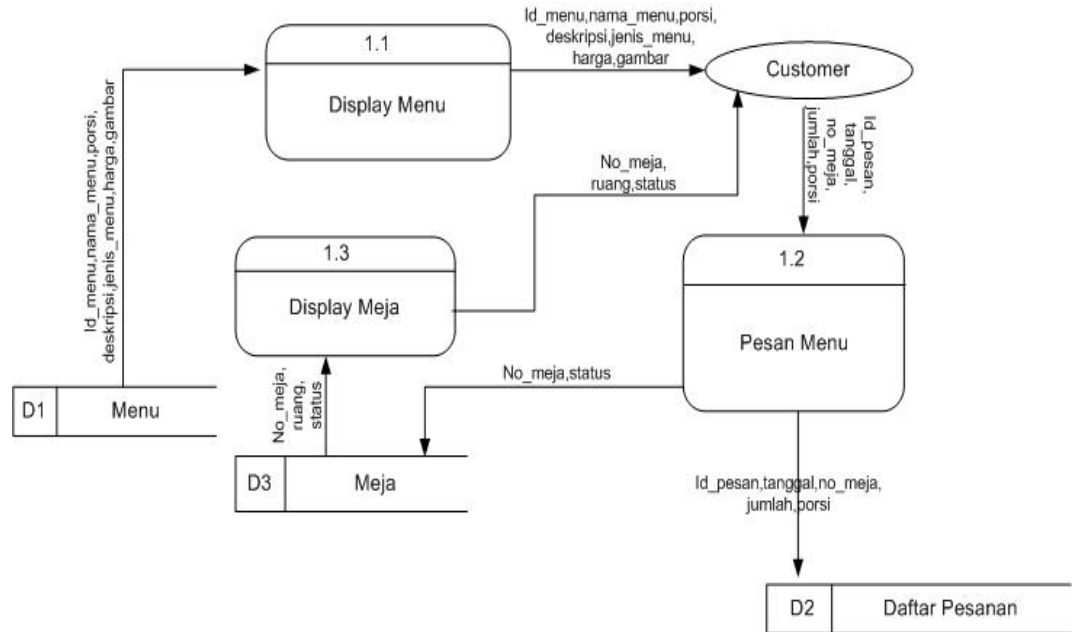 Id_menu,nama_menu,porsi,
deskripsi,jenis_menu,
harga,gambar
1.1
Display Menu
Customer
Id_menu,nama_menu,porsi,
deskripsi,jenis_menu,harga,gambar
Id_pesan,
tanggal,
no_meja,
jumlah,porsi
No_meja,
ruang,status
1.3
Display Meja
1.2
Pesan Menu
No_meja,status
No_meja,
ruang,
status
D1
Menu
D3
Meja
Id_pesan,tanggal,no_meja,
jumlah,porsi
D2
Daftar Pesanan